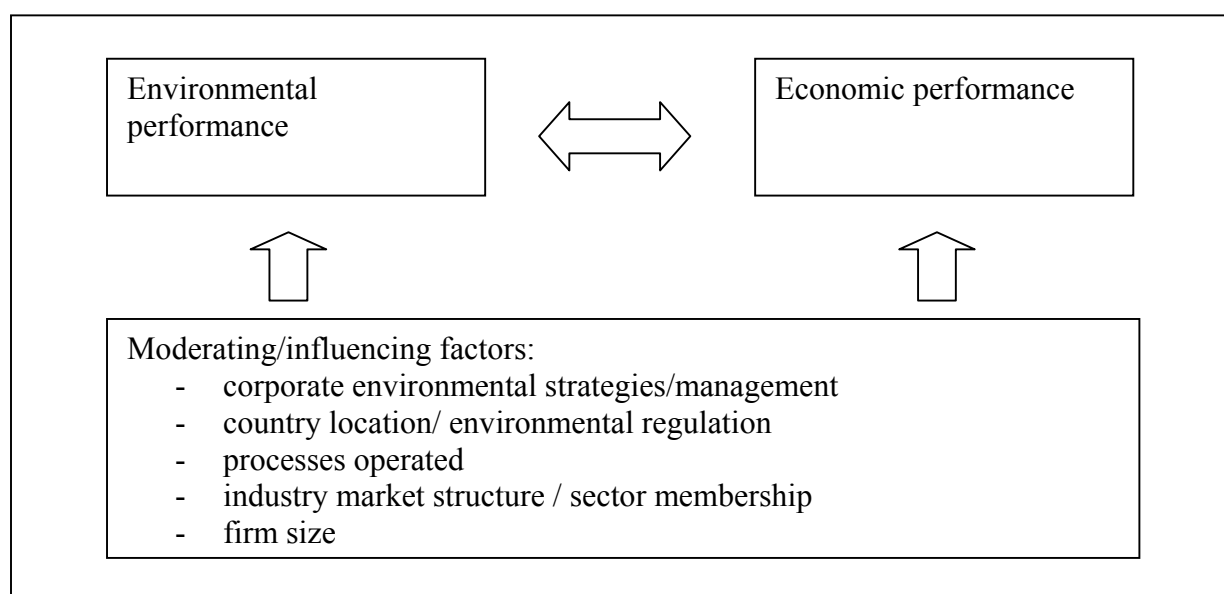 Environmental
performance
Economic performance
Moderating/influencing factors:
- corporate environmental strategies/management
- country location/ environmental regulation
- processes operated
- industry market structure / sector membership
- firm size